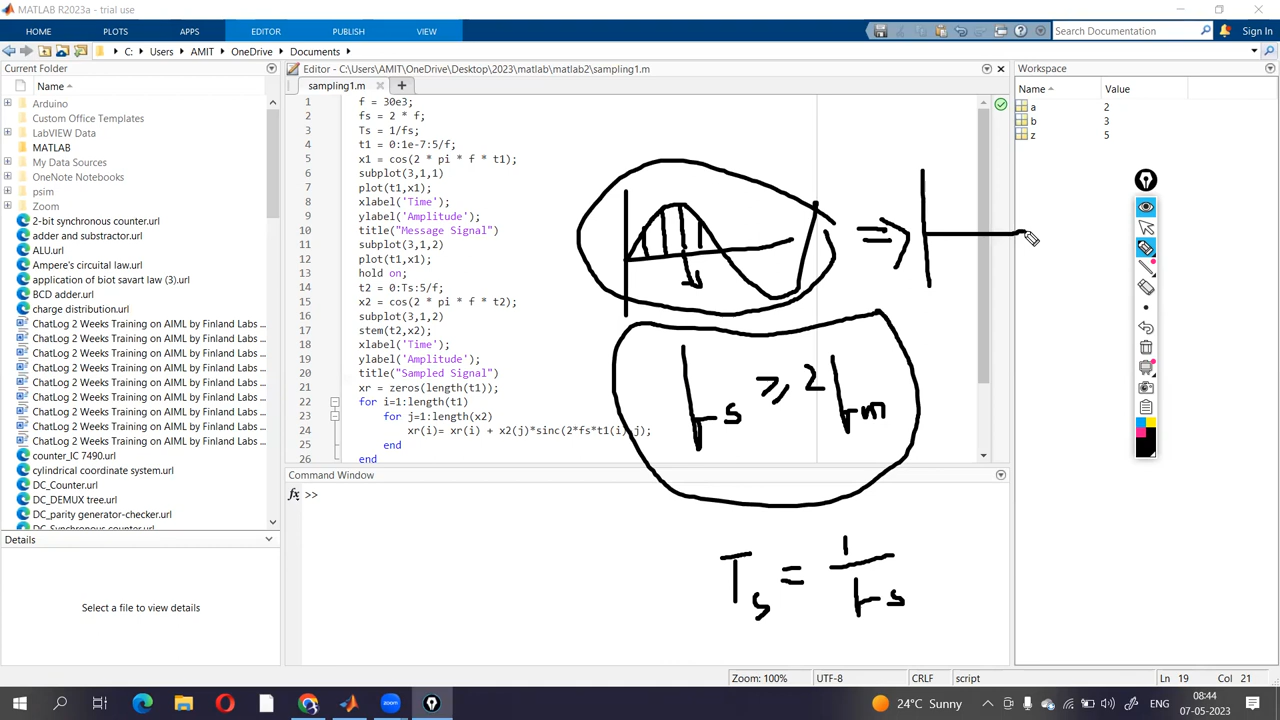 MATLAB R2023a - trial use
HOME PLOTS APPS EDITOR PUBLISH VIEW Search Documentation Sign In
C: Users AMIT OneDrive Documents
Current Folder
Name
Arduino
Custom Office Templates
LabVIEW Data
MATLAB
My Data Sources
OneNote Notebooks
psim
Zoom
2-bit synchronous counter.url
adder and substractor.url
ALU.url
Ampere's circuital law.url
application of biot savart law (3).url
BCD adder.url
charge distribution.url
ChatLog 2 Weeks Training on AIML by Finland Labs ...
ChatLog 2 Weeks Training on AIML by Finland Labs ...
ChatLog 2 Weeks Training on AIML by Finland Labs ...
ChatLog 2 Weeks Training on AIML by Finland Labs ...
ChatLog 2 Weeks Training on AIML by Finland Labs ...
ChatLog 2 Weeks Training on AIML by Finland Labs ...
ChatLog 2 Weeks Training on AIML by Finland Labs ...
counter_IC 7490.url
cylindrical coordinate system.url
DC_Counter.url
DC_DEMUX tree.url
DC_parity generator-checker.url
DC_Synchronous counter.url
Details
Select a file to view details
Editor - C:\Users\AMIT\OneDrive\Desktop\2023\matlab\matlab2\sampling1.m
sampling1.m
1 f = 30e3;
2 fs = 2 * f;
3 Ts = 1/fs;
4 t1 = 0:1e-7:5/f;
5 x1 = cos(2 * pi * f * t1);
6 subplot(3,1,1)
7 plot(t1,x1);
8 xlabel('Time');
9 ylabel('Amplitude');
10 title("Message Signal")
11 subplot(3,1,2)
12 plot(t1,x1);
13 hold on;
14 t2 = 0:Ts:5/f;
15 x2 = cos(2 * pi * f * t2);
16 subplot(3,1,2)
17 stem(t2,x2);
18 xlabel('Time');
19 ylabel('Amplitude');
20 title("Sampled Signal")
21 xr = zeros(length(t1));
22 for i=1:length(t1)
23 for j=1:length(x2)
24 xr(i)= xr(i) + x2(j)*sinc(2*fs*t1(i)-j);
25 end
26 end
fs ⩾ 2 fm
Command Window
fx >>
Ts = 1/fs
Workspace
Name Value
a 2
b 3
z 5
Zoom: 100% UTF-8 CRLF script Ln 19 Col 21
zoom
24°C Sunny
ENG
08:44
07-05-2023